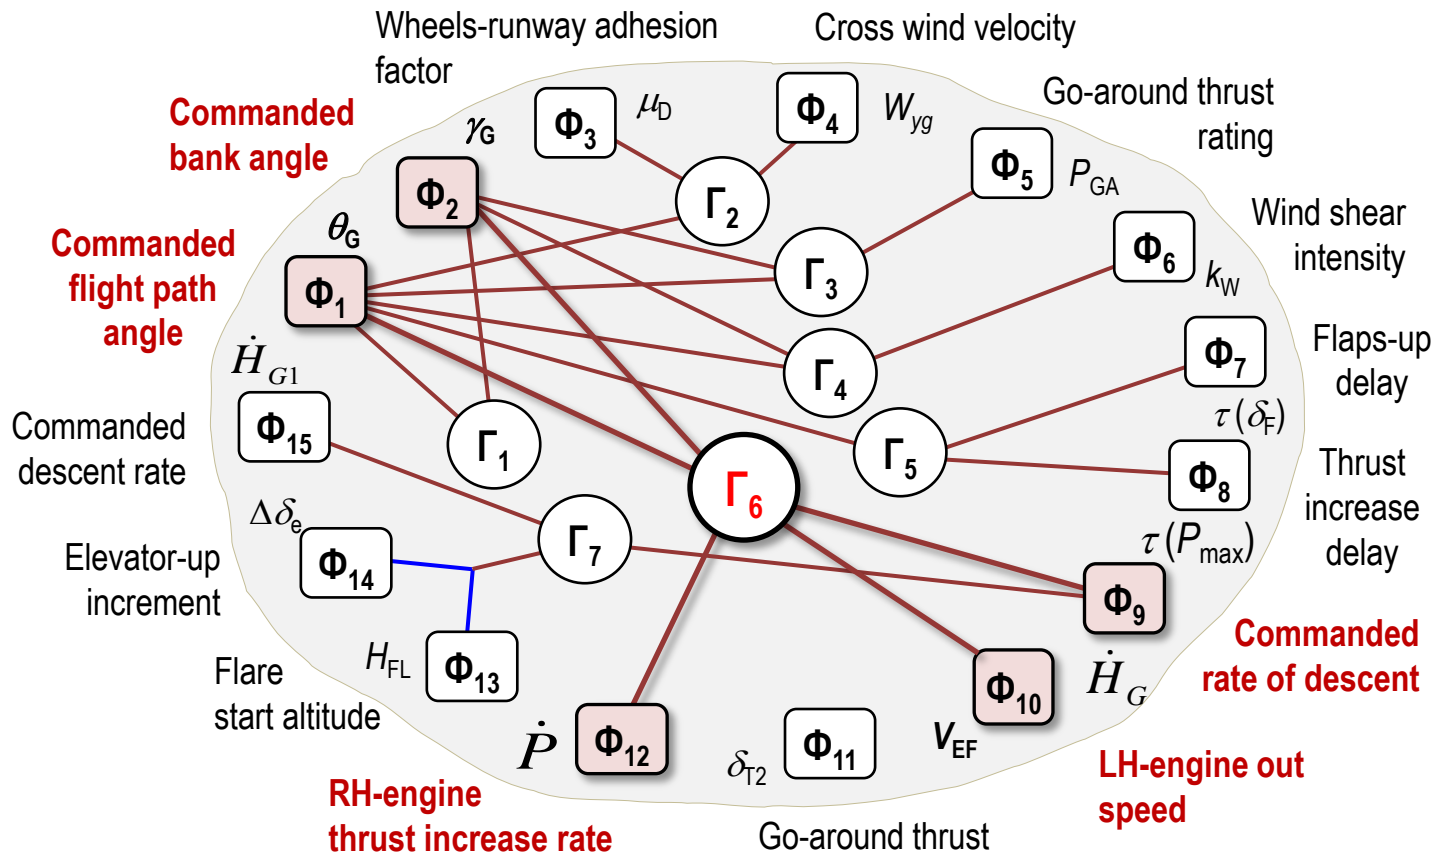 Wheels-runway adhesion
factor
Cross wind velocity
Go-around thrust
rating
Commanded
bank angle
γG
Φ3
μD
Φ4
Wyg
Φ5
PGA
Φ2
Γ2
Wind shear
intensity
Commanded
flight path
angle
θG
Φ1
Γ3
Φ6
kW
ḢG1
Γ4
Φ7
Flaps-up
delay
τ(δF)
Commanded
descent rate
Φ15
Γ1
Γ5
Φ8
Thrust
increase
delay
τ(Pmax)
Γ6
Δδe
Elevator-up
increment
Φ14
Γ7
Φ9
Commanded
rate of descent
ḢG
Flare
start altitude
HFL
Φ13
Φ10
VEF
LH-engine out
speed
Ṗ
Φ12
δT2
Φ11
RH-engine
thrust increase rate
Go-around thrust